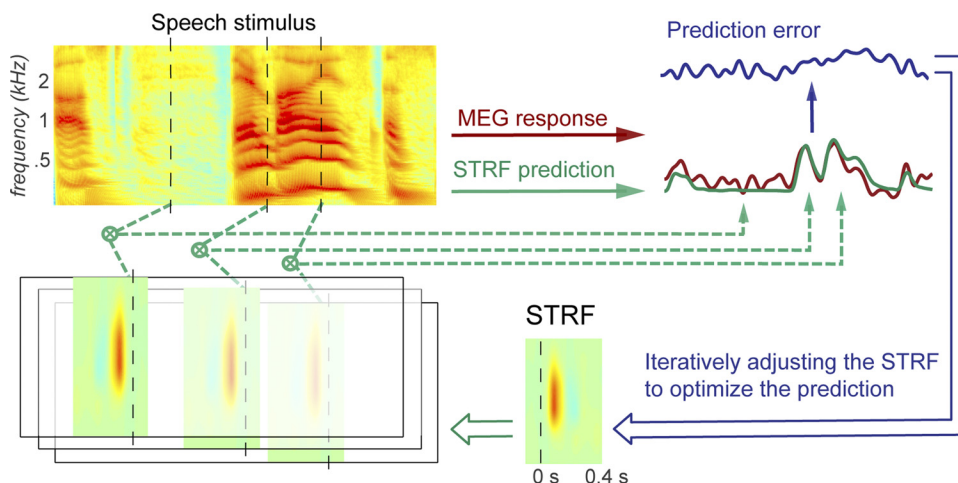 Speech stimulus
Prediction error
frequency (kHz)
2
1
.5
MEG response
STRF prediction
STRF
Iteratively adjusting the STRF
to optimize the prediction
0 s 0.4 s